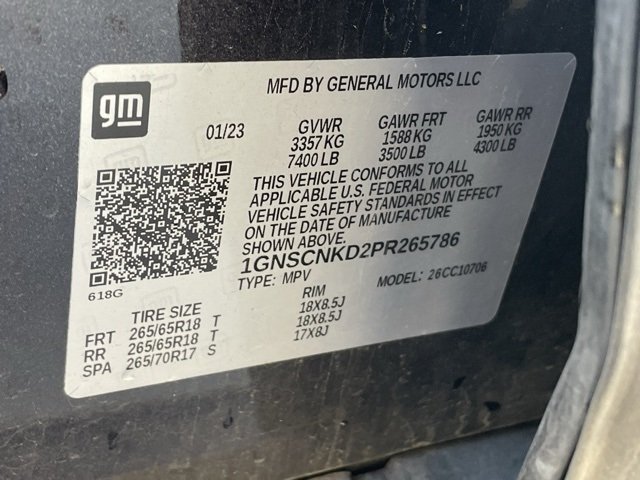 gm
MFD BY GENERAL MOTORS LLC
01/23 GVWR GAWR FRT GAWR RR
3357 KG 1588 KG 1950 KG
7400 LB 3500 LB 4300 LB
THIS VEHICLE CONFORMS TO ALL
APPLICABLE U.S. FEDERAL MOTOR
VEHICLE SAFETY STANDARDS IN EFFECT
ON THE DATE OF MANUFACTURE
SHOWN ABOVE.
1GNSCNKD2PR265786
TYPE: MPV MODEL: 26CC10706
618G
TIRE SIZE RIM
FRT 265/65R18 T 18X8.5J
RR 265/65R18 T 18X8.5J
SPA 265/70R17 S 17X8J